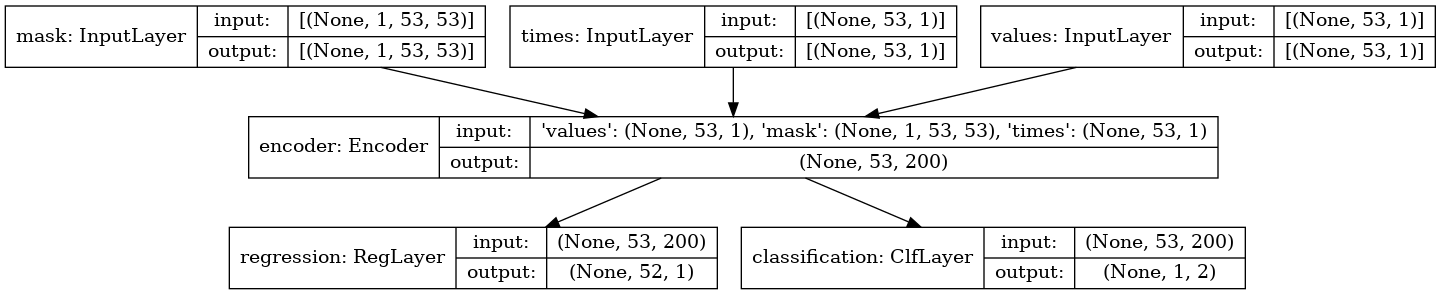 mask: InputLayer
input:
[(None, 1, 53, 53)]
output:
[(None, 1, 53, 53)]
times: InputLayer
input:
[(None, 53, 1)]
output:
[(None, 53, 1)]
values: InputLayer
input:
[(None, 53, 1)]
output:
[(None, 53, 1)]
encoder: Encoder
input:
'values': (None, 53, 1), 'mask': (None, 1, 53, 53), 'times': (None, 53, 1)
output:
(None, 53, 200)
regression: RegLayer
input:
(None, 53, 200)
output:
(None, 52, 1)
classification: ClfLayer
input:
(None, 53, 200)
output:
(None, 1, 2)